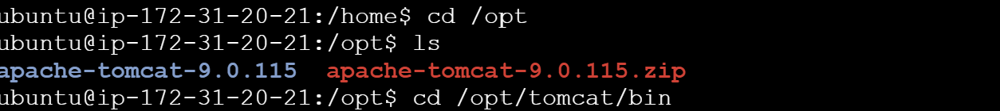 ubuntu@ip-172-31-20-21:/home$ cd /opt
ubuntu@ip-172-31-20-21:/opt$ ls
apache-tomcat-9.0.115  apache-tomcat-9.0.115.zip
ubuntu@ip-172-31-20-21:/opt$ cd /opt/tomcat/bin